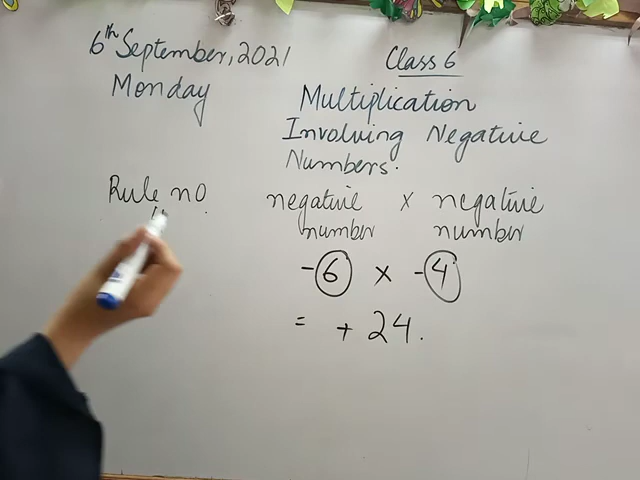 6th September, 2021
Monday
Class 6
Multiplication
Involving Negative
Numbers.
Rule no.
negative number × negative number
-6 × -4
= + 24.